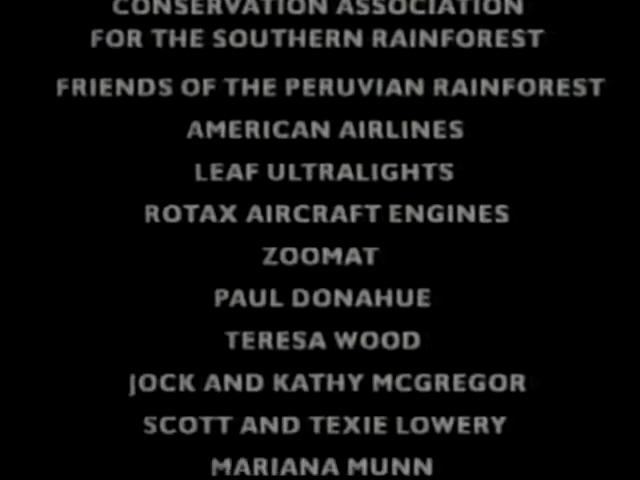 CONSERVATION ASSOCIATION
FOR THE SOUTHERN RAINFOREST
FRIENDS OF THE PERUVIAN RAINFOREST
AMERICAN AIRLINES
LEAF ULTRALIGHTS
ROTAX AIRCRAFT ENGINES
ZOOMAT
PAUL DONAHUE
TERESA WOOD
JOCK AND KATHY MCGREGOR
SCOTT AND TEXIE LOWERY
MARIANA MUNN